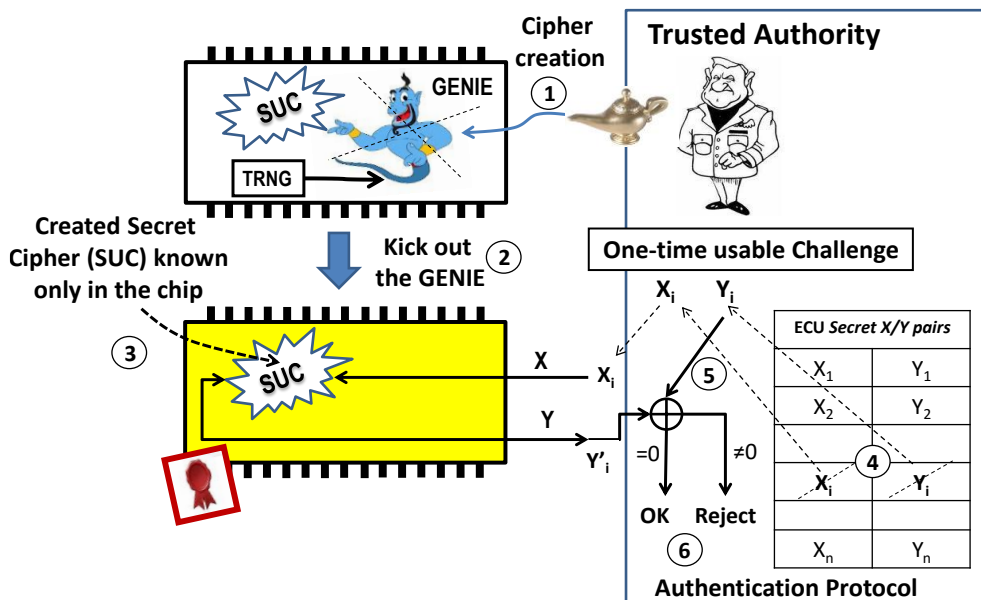 Cipher
creation
1
Trusted Authority
GENIE
SUC
TRNG
Created Secret
Cipher (SUC) known
only in the chip
Kick out
the GENIE
2
One-time usable Challenge
Xi Yi
ECU Secret X/Y pairs
X1 Y1
X2 Y2
Xi Yi
Xn Yn
3
SUC
X
Xi
5
Y
Y'i
=0
≠0
4
OK Reject
6
Authentication Protocol